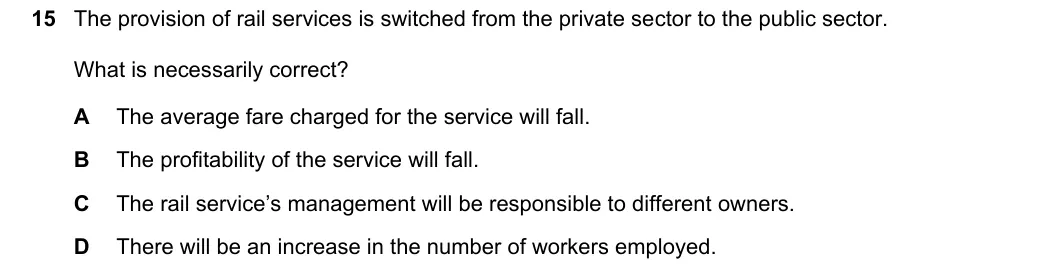 15 The provision of rail services is switched from the private sector to the public sector.
What is necessarily correct?
A The average fare charged for the service will fall.
B The profitability of the service will fall.
C The rail service’s management will be responsible to different owners.
D There will be an increase in the number of workers employed.